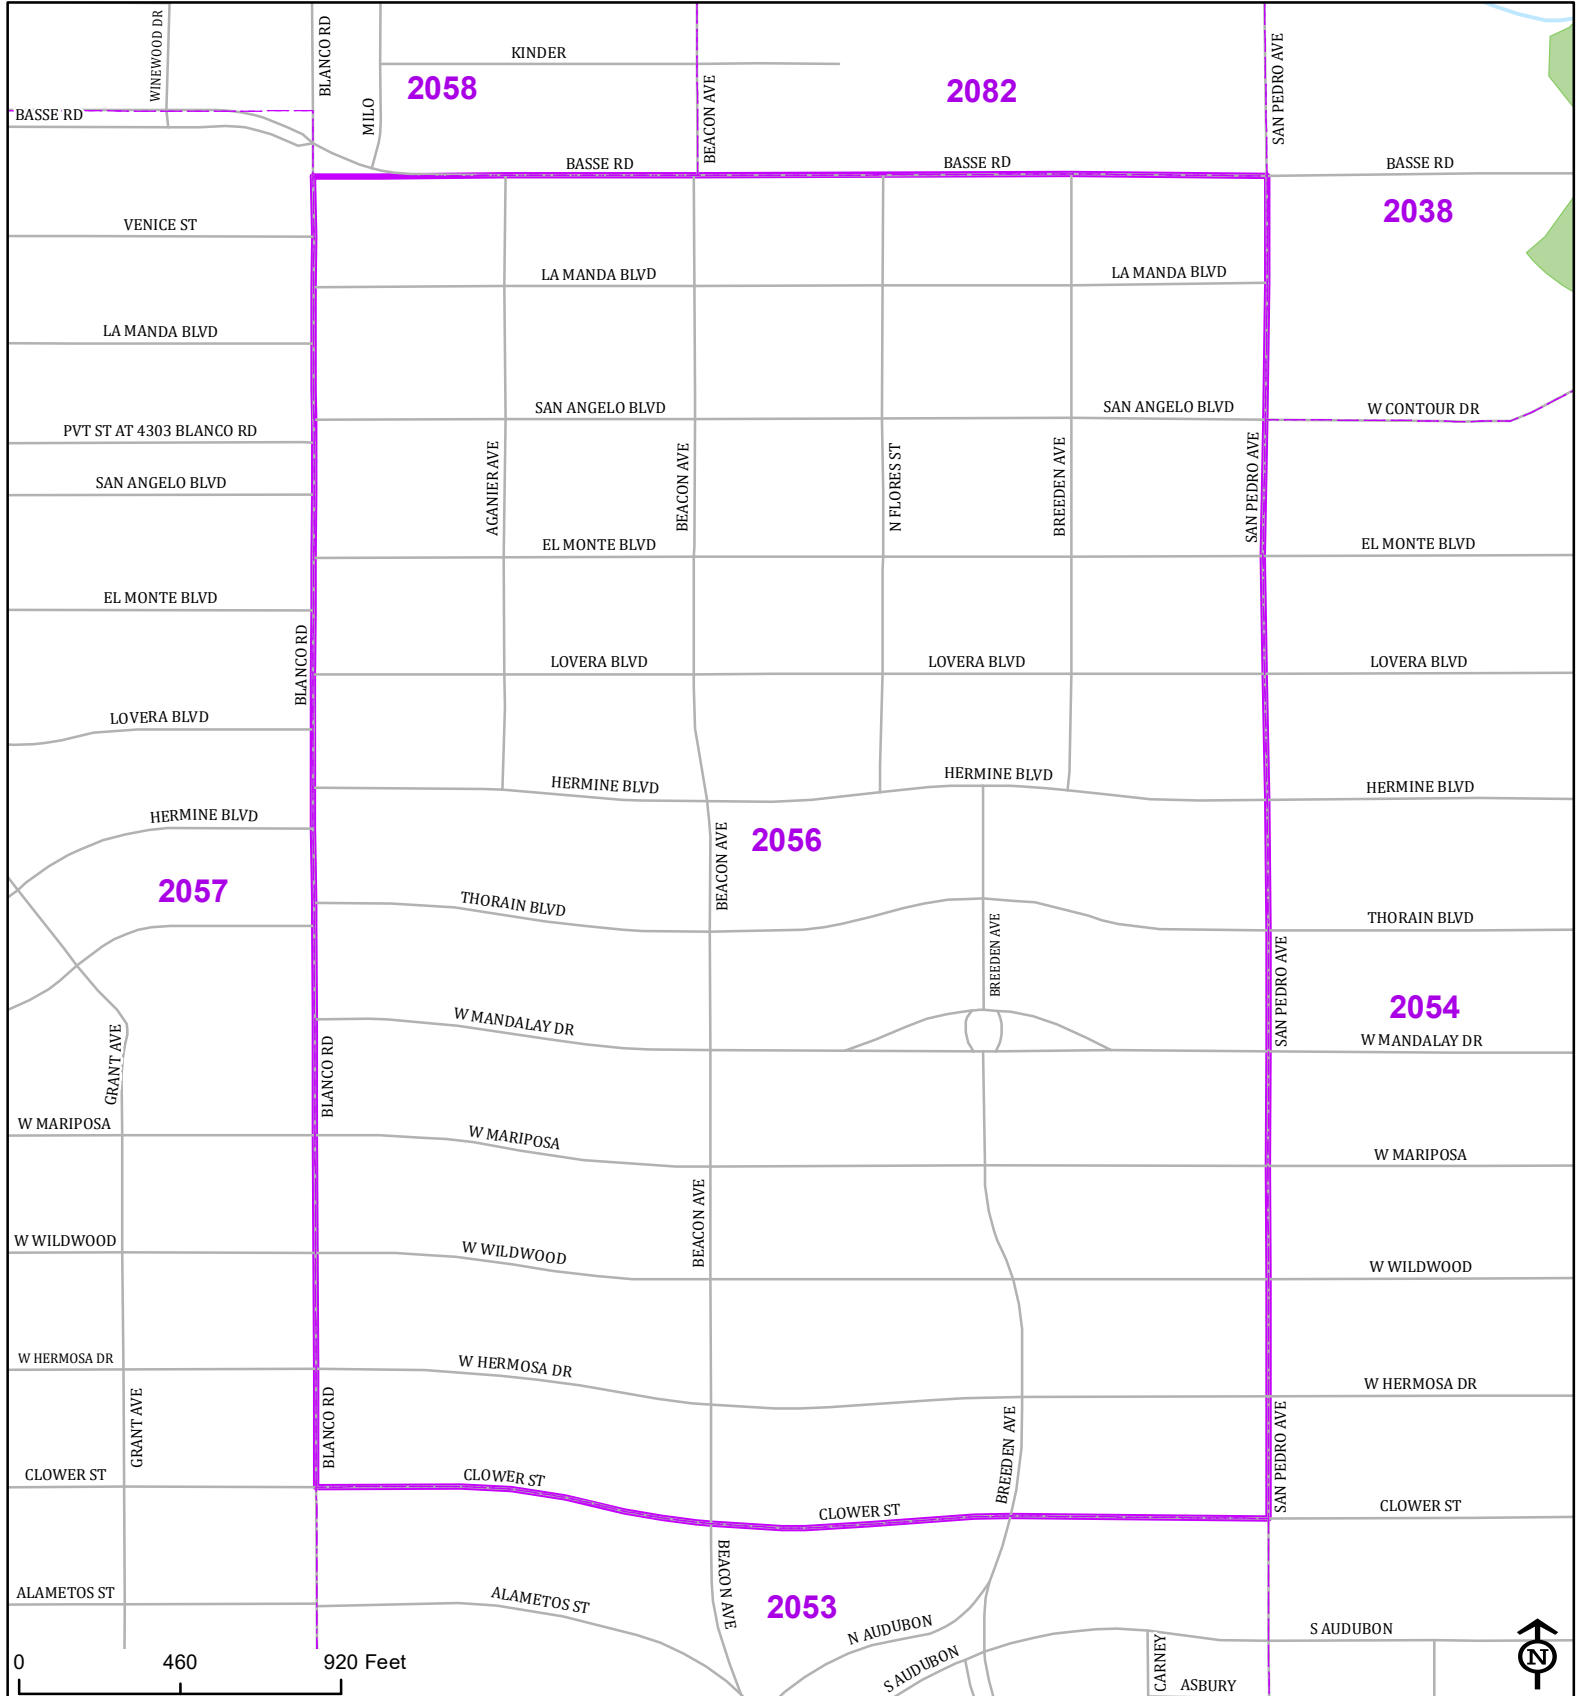 WINEWOOD DR
BLANCO RD
KINDER
SAN PEDRO AVE
2058
2082
MILO
BEACON AVE
BASSE RD
BASSE RD
BASSE RD
BASSE RD
2038
VENICE ST
LA MANDA BLVD
LA MANDA BLVD
LA MANDA BLVD
SAN ANGELO BLVD
SAN ANGELO BLVD
W CONTOUR DR
PVT ST AT 4303 BLANCO RD
SAN ANGELO BLVD
AGANIER AVE
BEACON AVE
N FLORES ST
BREEDEN AVE
SAN PEDRO AVE
EL MONTE BLVD
EL MONTE BLVD
EL MONTE BLVD
BLANCO RD
LOVERA BLVD
LOVERA BLVD
LOVERA BLVD
LOVERA BLVD
HERMINE BLVD
HERMINE BLVD
HERMINE BLVD
HERMINE BLVD
2056
BEACON AVE
2057
THORAIN BLVD
THORAIN BLVD
BREEDEN AVE
SAN PEDRO AVE
2054
W MANDALAY DR
W MANDALAY DR
GRANT AVE
BLANCO RD
W MARIPOSA
W MARIPOSA
W MARIPOSA
BEACON AVE
W WILDWOOD
W WILDWOOD
W WILDWOOD
W HERMOSA DR
W HERMOSA DR
W HERMOSA DR
GRANT AVE
BLANCO RD
BREEDEN AVE
SAN PEDRO AVE
CLOWER ST
CLOWER ST
CLOWER ST
CLOWER ST
BEACON AVE
ALAMETOS ST
ALAMETOS ST
2053
N AUDUBON
S AUDUBON
S AUDUBON
CARNEY
ASBURY
0 460 920 Feet
N